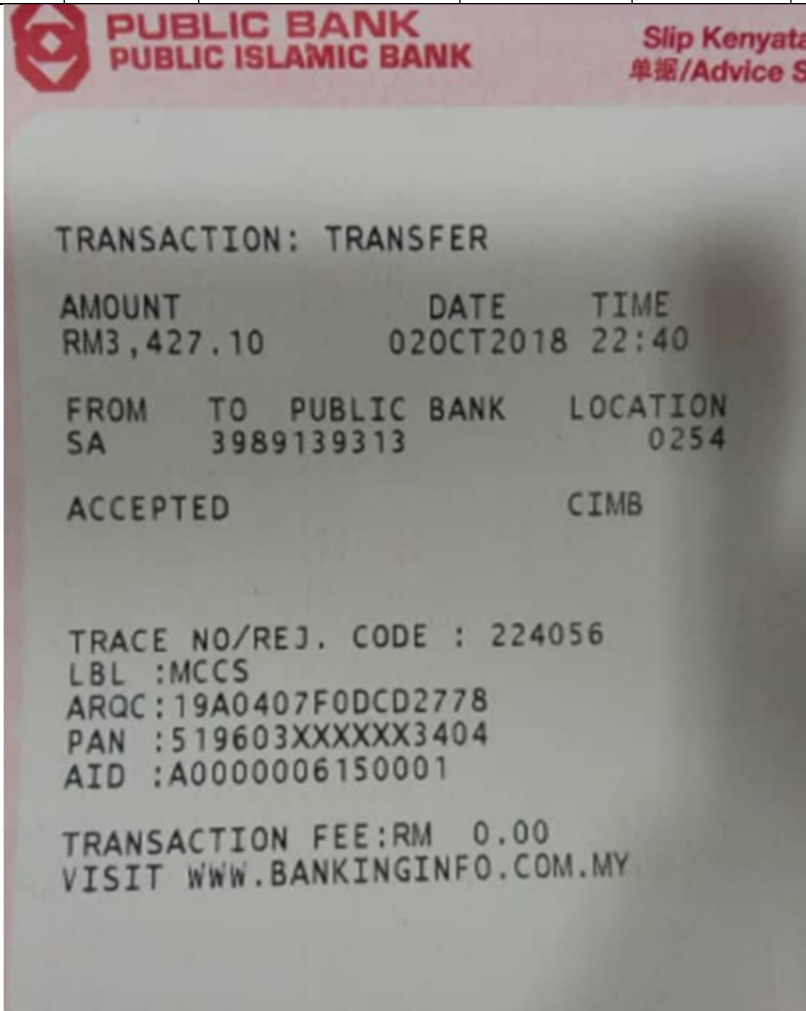 PUBLIC BANK
PUBLIC ISLAMIC BANK
Slip Kenyata
单据/Advice S
TRANSACTION: TRANSFER
AMOUNT DATE TIME
RM3,427.10 02OCT2018 22:40
FROM TO PUBLIC BANK LOCATION
SA 3989139313 0254
ACCEPTED CIMB
TRACE NO/REJ. CODE : 224056
LBL :MCCS
ARQC:19A0407F0DCD2778
PAN :519603XXXXXX3404
AID :A0000006150001
TRANSACTION FEE:RM 0.00
VISIT WWW.BANKINGINFO.COM.MY